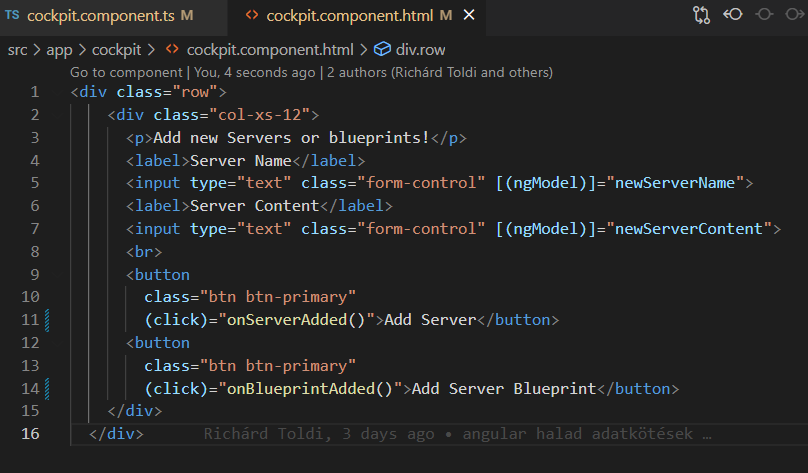 TS cockpit.component.ts M
<> cockpit.component.html M ×
src > app > cockpit > <> cockpit.component.html > div.row
Go to component | You, 4 seconds ago | 2 authors (Richárd Toldi and others)
1 <div class="row">
2 <div class="col-xs-12">
3 <p>Add new Servers or blueprints!</p>
4 <label>Server Name</label>
5 <input type="text" class="form-control" [(ngModel)]="newServerName">
6 <label>Server Content</label>
7 <input type="text" class="form-control" [(ngModel)]="newServerContent">
8 <br>
9 <button
10 class="btn btn-primary"
11 (click)="onServerAdded()">Add Server</button>
12 <button
13 class="btn btn-primary"
14 (click)="onBlueprintAdded()">Add Server Blueprint</button>
15 </div>
16 </div> Richárd Toldi, 3 days ago • angular halad adatkötések …